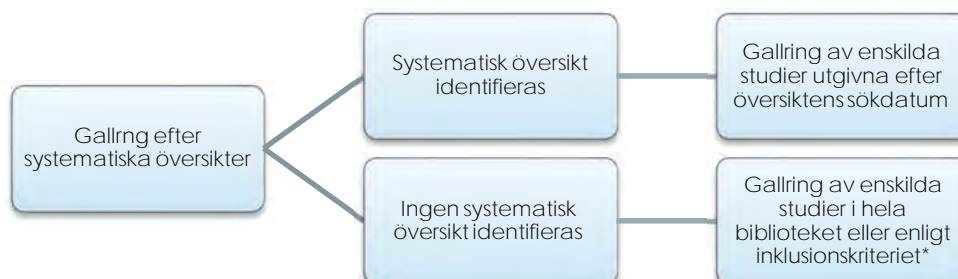 Gallrng efter
systematiska översikter
Systematisk översikt
identifieras
Gallring av enskilda
studier utgivna efter
översiktens sökdatum
Ingen systematisk
översikt identifieras
Gallring av enskilda
studier i hela
biblioteket eller enligt
inklusionskriteriet*